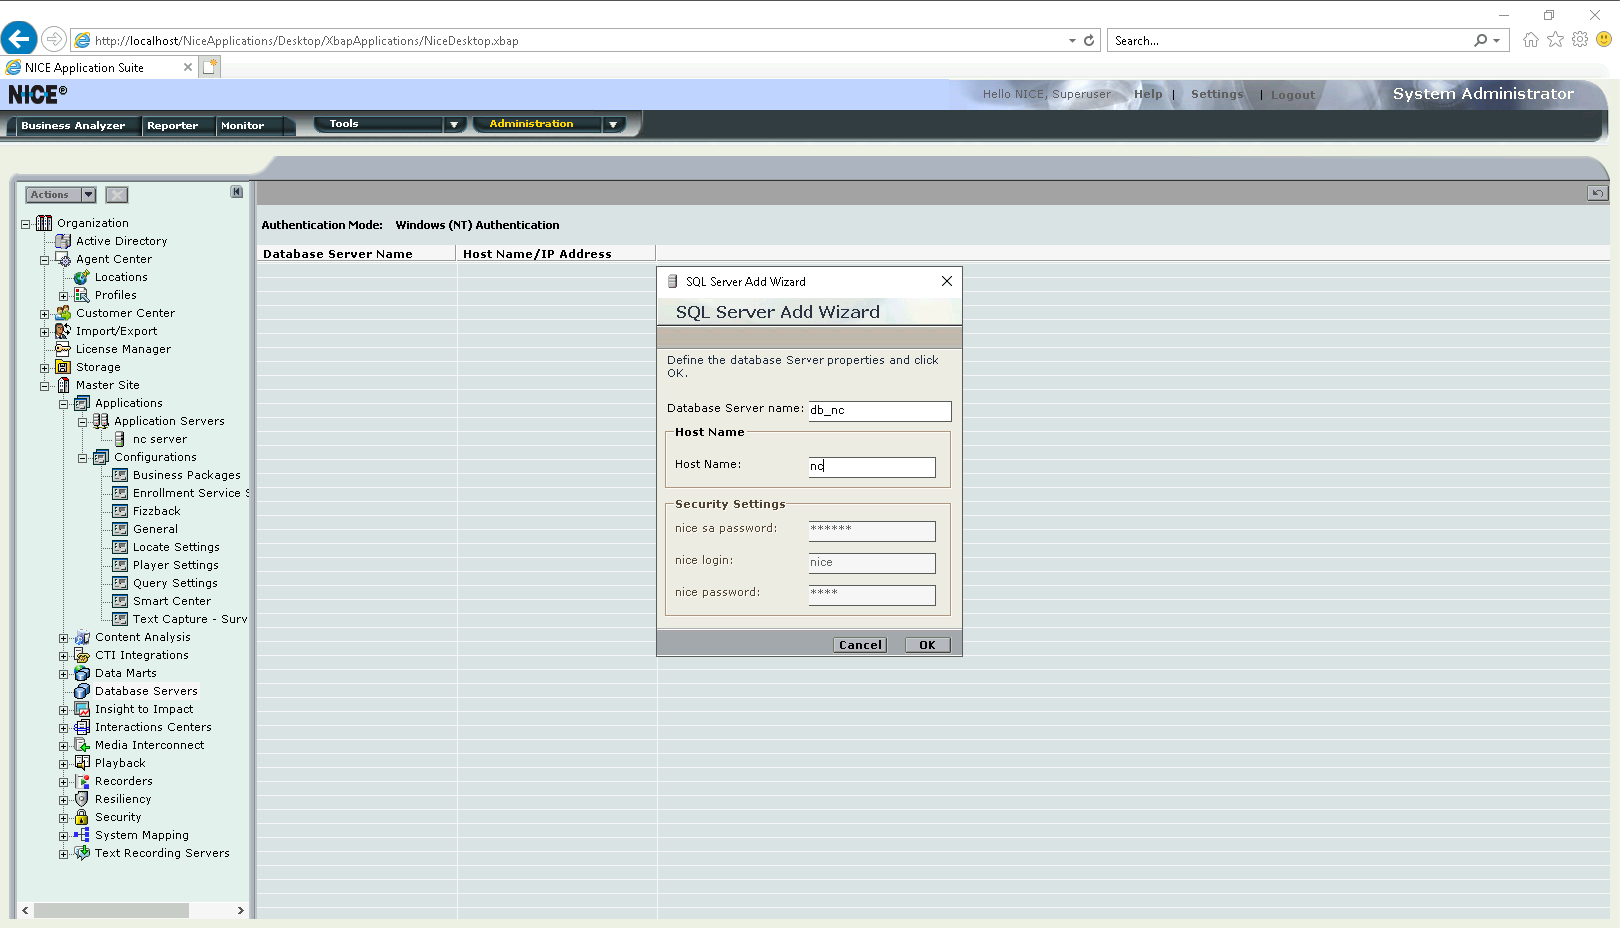 http://localhost/NiceApplications/Desktop/XbapApplications/NiceDesktop.xbap
Search...
NICE Application Suite
NICE®
Hello NICE, Superuser
Help | Settings | Logout
System Administrator
Business Analyzer
Reporter
Monitor
Tools
Administration
Actions
Organization
Active Directory
Agent Center
Locations
Profiles
Customer Center
Import/Export
License Manager
Storage
Master Site
Applications
Application Servers
nc server
Configurations
Business Packages
Enrollment Service S
Fizzback
General
Locate Settings
Player Settings
Query Settings
Smart Center
Text Capture - Surv
Content Analysis
CTI Integrations
Data Marts
Database Servers
Insight to Impact
Interactions Centers
Media Interconnect
Playback
Recorders
Resiliency
Security
System Mapping
Text Recording Servers
Authentication Mode: Windows (NT) Authentication
Database Server Name
Host Name/IP Address
SQL Server Add Wizard
SQL Server Add Wizard
Define the database Server properties and click
OK.
Database Server name: db_nc
Host Name
Host Name: nc
Security Settings
nice sa password: ******
nice login: nice
nice password: ****
Cancel
OK